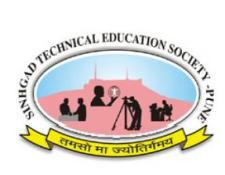 SINHGAD TECHNICAL EDUCATION SOCIETY-PUNE
तमसो मा ज्योतिर्गमय